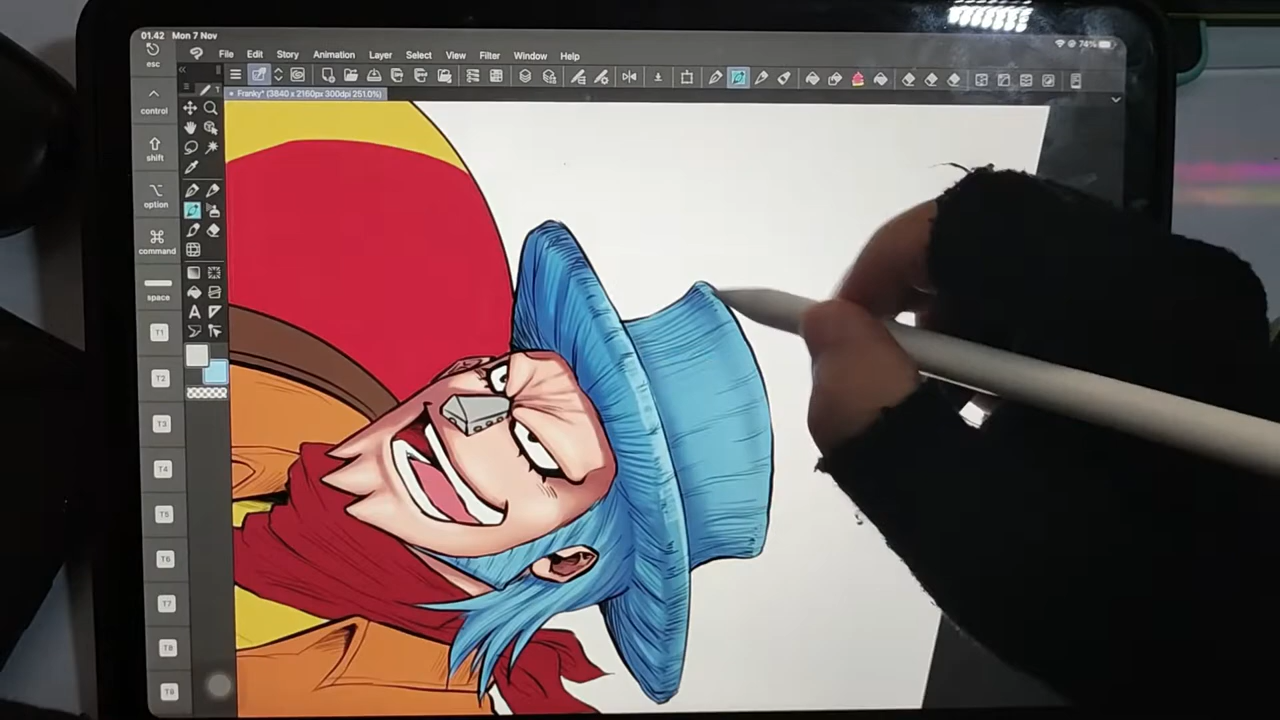 01.42 Mon 7 Nov
74%
esc
File Edit Story Animation Layer Select View Filter Window Help
Franky* (3840 x 2160px 300dpi 251.0%)
control
shift
option
command
space
A
T1
T2
T3
T4
T5
T6
T7
T8
T9